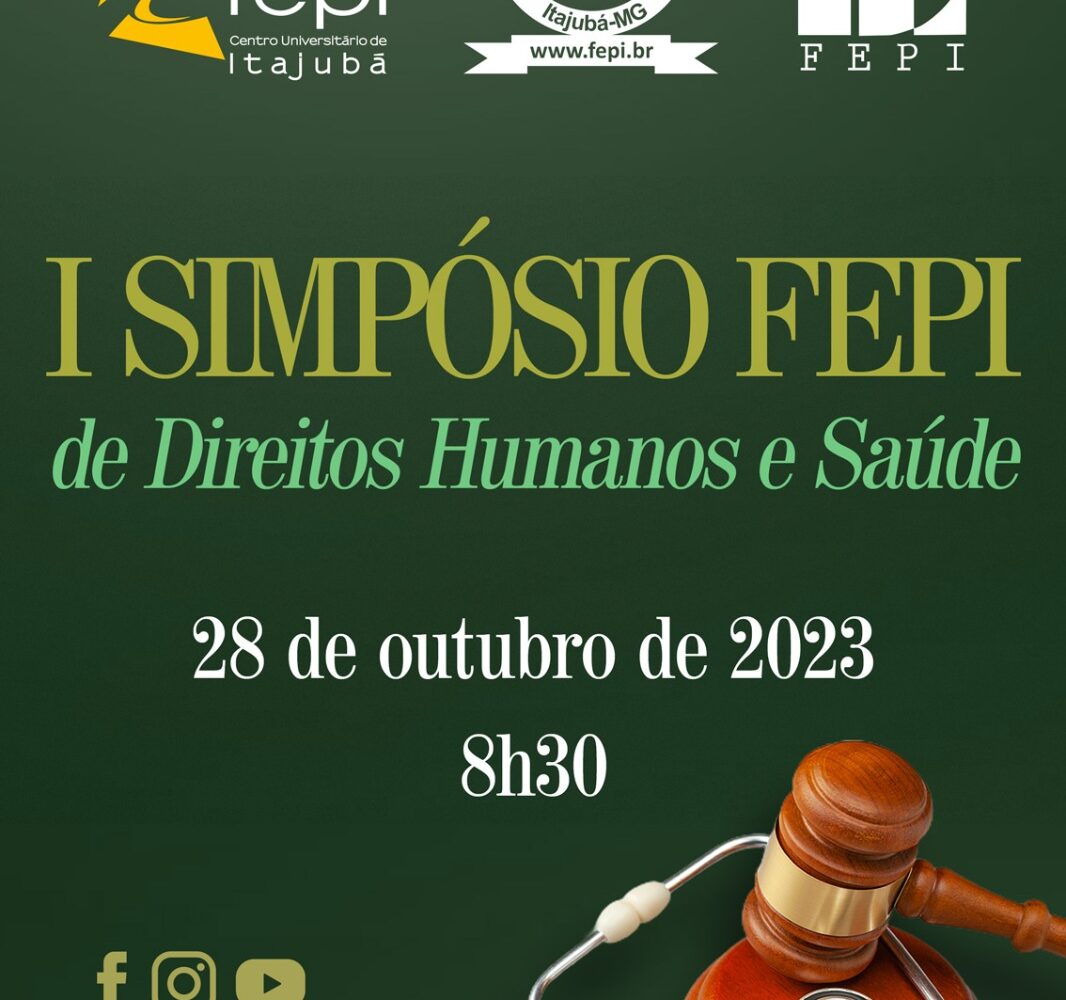 fepi
Centro Universitário de
Itajubá
Itajubá-MG
www.fepi.br
FEPI
I SIMPÓSIO FEPI
de Direitos Humanos e Saúde
28 de outubro de 2023
8h30